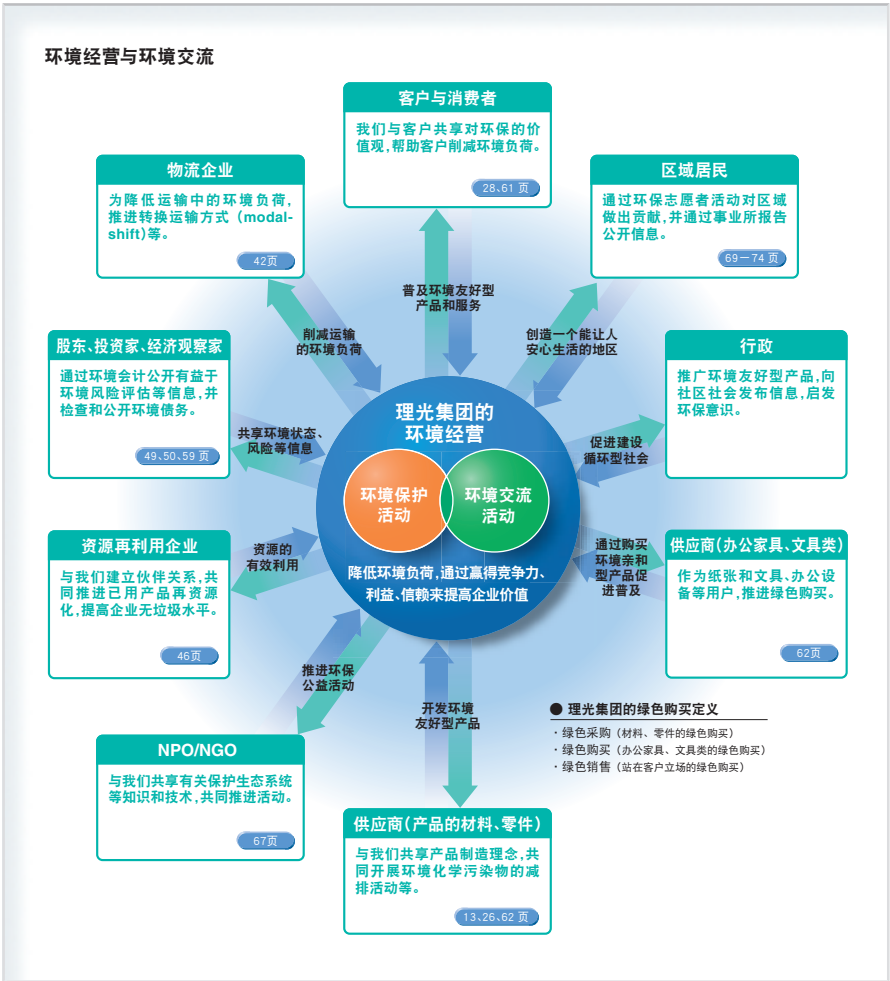 环境经营与环境交流
客户与消费者
我们与客户共享对环保的价
值观,帮助客户削减环境负荷。
28、61 页
物流企业
为降低运输中的环境负荷,
推进转换运输方式（modal-
shift)等。
42页
区域居民
通过环保志愿者活动对区域
做出贡献,并通过事业所报告
公开信息。
69－74 页
普及环境友好型
产品和服务
削减运输
的环境负荷
创造一个能让人
安心生活的地区
股东、投资家、经济观察家
通过环境会计公开有益于
环境风险评估等信息,并
检查和公开环境债务。
49、50、59 页
行政
推广环境友好型产品,向
社区社会发布信息,启发
环保意识。
共享环境状态、
风险等信息
促进建设
循环型社会
理光集团的
环境经营
环境保护
活动
环境交流
活动
降低环境负荷,通过赢得竞争力、
利益、信赖来提高企业价值
资源再利用企业
与我们建立伙伴关系,共
同推进已用产品再资源
化,提高企业无垃圾水平。
46页
资源的
有效利用
通过购买
环境亲和
型产品促
进普及
供应商(办公家具、文具类)
作为纸张和文具、办公设
备等用户,推进绿色购买。
62页
推进环保
公益活动
开发环境
友好型产品
● 理光集团的绿色购买定义
·绿色采购（材料、零件的绿色购买）
·绿色购买（办公家具、文具类的绿色购买）
·绿色销售（站在客户立场的绿色购买）
NPO/NGO
与我们共享有关保护生态系统
等知识和技术,共同推进活动。
67页
供应商(产品的材料、零件)
与我们共享产品制造理念,共
同开展环境化学污染物的减
排活动等。
13、26、62 页